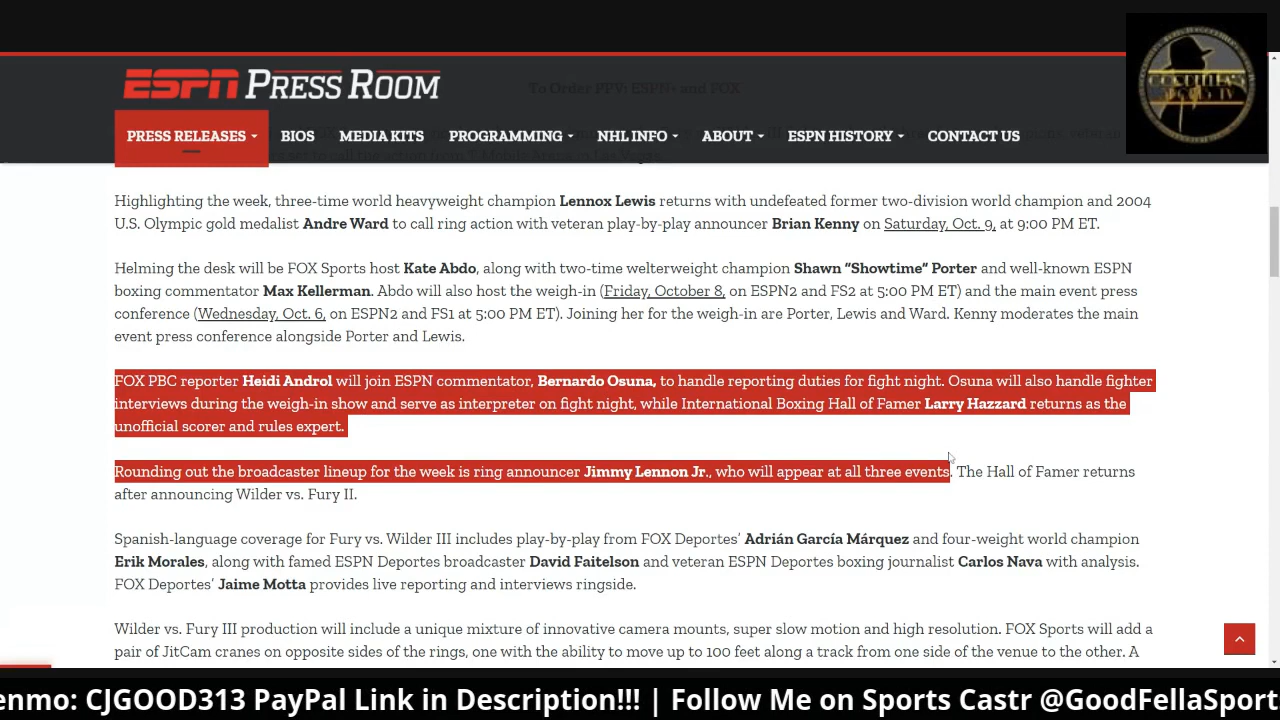 ESPN PRESS ROOM
To Order PPV: ESPN+ and FOX
PRESS RELEASES BIOS MEDIA KITS PROGRAMMING NHL INFO ABOUT ESPN HISTORY CONTACT US
Highlighting the week, three-time world heavyweight champion Lennox Lewis returns with undefeated former two-division world champion and 2004
U.S. Olympic gold medalist Andre Ward to call ring action with veteran play-by-play announcer Brian Kenny on Saturday, Oct. 9, at 9:00 PM ET.
Helming the desk will be FOX Sports host Kate Abdo, along with two-time welterweight champion Shawn “Showtime” Porter and well-known ESPN
boxing commentator Max Kellerman. Abdo will also host the weigh-in (Friday, October 8, on ESPN2 and FS2 at 5:00 PM ET) and the main event press
conference (Wednesday, Oct. 6, on ESPN2 and FS1 at 5:00 PM ET). Joining her for the weigh-in are Porter, Lewis and Ward. Kenny moderates the main
event press conference alongside Porter and Lewis.
FOX PBC reporter Heidi Androl will join ESPN commentator, Bernardo Osuna, to handle reporting duties for fight night. Osuna will also handle fighter
interviews during the weigh-in show and serve as interpreter on fight night, while International Boxing Hall of Famer Larry Hazzard returns as the
unofficial scorer and rules expert.
Rounding out the broadcaster lineup for the week is ring announcer Jimmy Lennon Jr., who will appear at all three events. The Hall of Famer returns
after announcing Wilder vs. Fury II.
Spanish-language coverage for Fury vs. Wilder III includes play-by-play from FOX Deportes’ Adrián García Márquez and four-weight world champion
Erik Morales, along with famed ESPN Deportes broadcaster David Faitelson and veteran ESPN Deportes boxing journalist Carlos Nava with analysis.
FOX Deportes’ Jaime Motta provides live reporting and interviews ringside.
Wilder vs. Fury III production will include a unique mixture of innovative camera mounts, super slow motion and high resolution. FOX Sports will add a
pair of JitCam cranes on opposite sides of the rings, one with the ability to move up to 100 feet along a track from one side of the venue to the other. A
enmo: CJGOOD313 PayPal Link in Description!!! | Follow Me on Sports Castr @GoodFellaSport